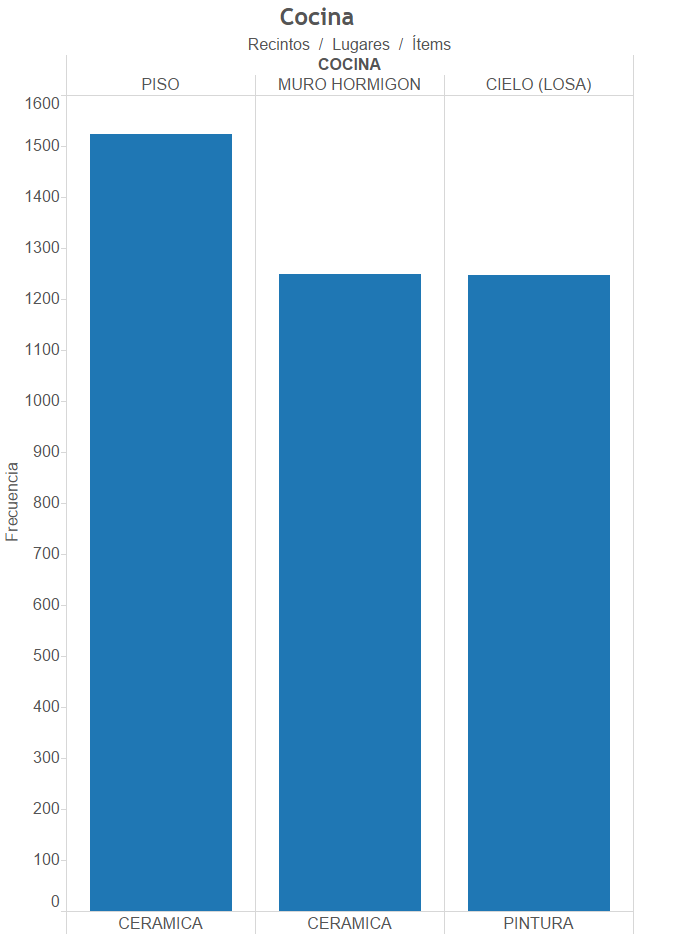 Cocina
Recintos / Lugares / Ítems
COCINA
PISO MURO HORMIGON CIELO (LOSA)
1600
1500
1400
1300
1200
1100
1000
900
800
700
600
500
400
300
200
100
0
Frecuencia
CERAMICA CERAMICA PINTURA